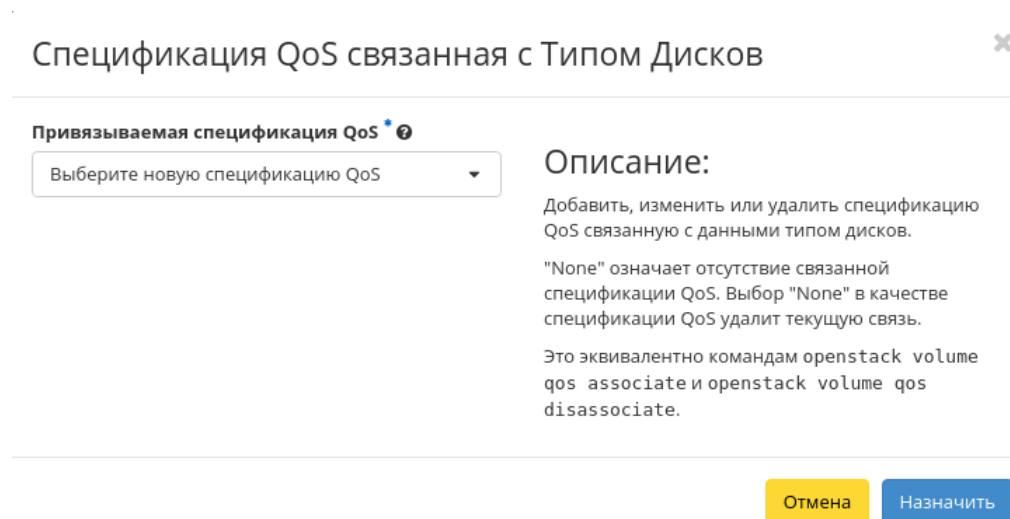 Спецификация QoS связанная с Типом Дисков
Привязываемая спецификация QoS *
Выберите новую спецификацию QoS
Описание:
Добавить, изменить или удалить спецификацию
QoS связанную с данными типом дисков.
"None" означает отсутствие связанной
спецификации QoS. Выбор "None" в качестве
спецификации QoS удалит текущую связь.
Это эквивалентно командам openstack volume
qos associate и openstack volume qos
disassociate.
Отмена
Назначить